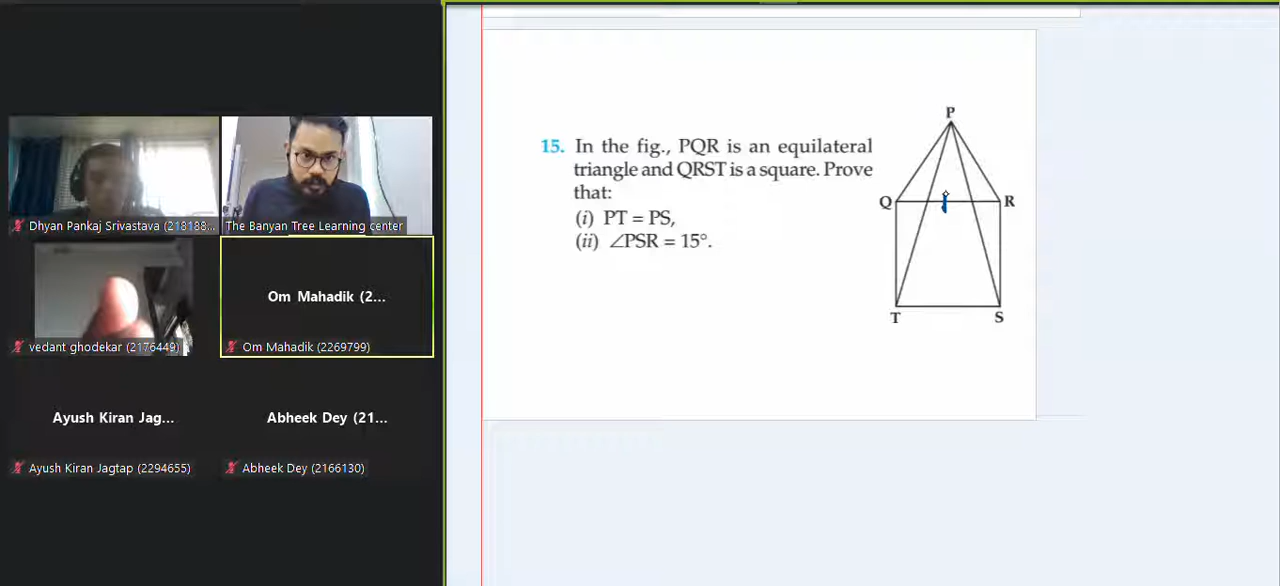 Dhyan Pankaj Srivastava (218188...
The Banyan Tree Learning center
vedant ghodekar (2176449)
Om Mahadik (2...
Om Mahadik (2269799)
Ayush Kiran Jag...
Ayush Kiran Jagtap (2294655)
Abheek Dey (21...
Abheek Dey (2166130)
15. In the fig., PQR is an equilateral
triangle and QRST is a square. Prove
that:
(i) PT = PS,
(ii) ∠PSR = 15°.
P
Q
R
T
S